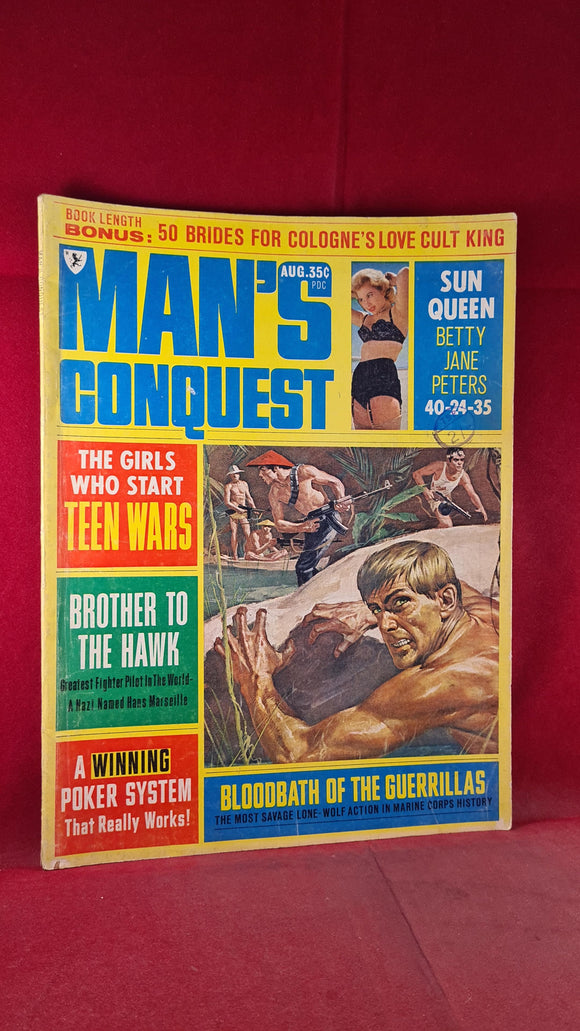 BOOK LENGTH
BONUS: 50 BRIDES FOR COLOGNE'S LOVE CULT KING
MAN'S
CONQUEST
AUG. 35¢
PDC
SUN
QUEEN
BETTY
JANE
PETERS
40-24-35
THE GIRLS
WHO START
TEEN WARS
BROTHER TO
THE HAWK
Greatest Fighter Pilot In The World-
A Nazi Named Hans Marseille
A WINNING
POKER SYSTEM
That Really Works!
BLOODBATH OF THE GUERRILLAS
THE MOST SAVAGE LONE-WOLF ACTION IN MARINE CORPS HISTORY